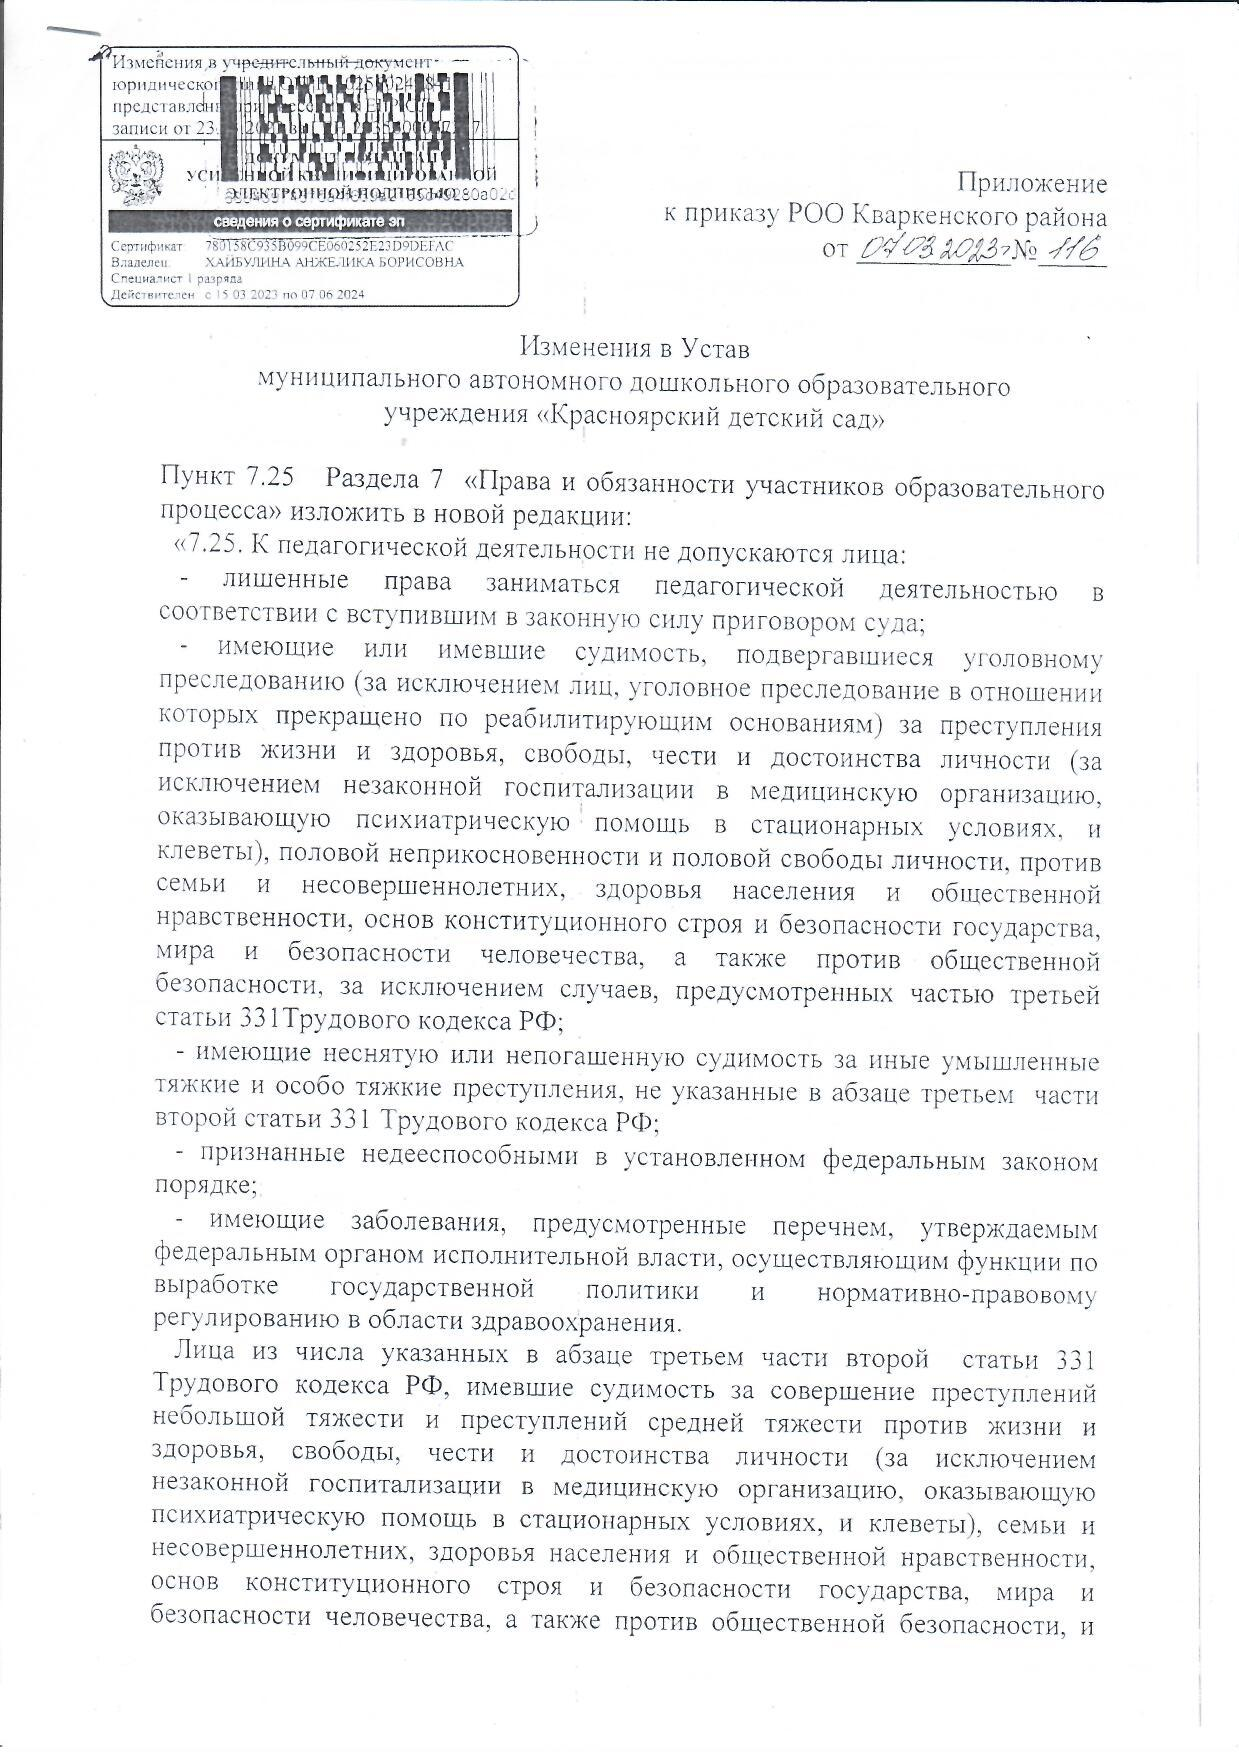 Изменения в учредительный документ
юридического
представлены при
записи от 23.
ЭЛЕКТРОННОЙ ПОДПИСЬЮ
сведения о сертификате эп
Сертификат: 780158C935B099CE060252E23D9DEFAC
Владелец: ХАЙБУЛИНА АНЖЕЛИКА БОРИСОВНА
Специалист 1 разряда
Действителен: с 15 03 2023 по 07 06 2024
Приложение
к приказу РОО Кваркенского района
от 07.03.2023г № 116
Изменения в Устав
муниципального автономного дошкольного образовательного
учреждения «Красноярский детский сад»
Пункт 7.25 Раздела 7 «Права и обязанности участников образовательного
процесса» изложить в новой редакции:
«7.25. К педагогической деятельности не допускаются лица:
- лишенные права заниматься педагогической деятельностью в
соответствии с вступившим в законную силу приговором суда;
- имеющие или имевшие судимость, подвергавшиеся уголовному
преследованию (за исключением лиц, уголовное преследование в отношении
которых прекращено по реабилитирующим основаниям) за преступления
против жизни и здоровья, свободы, чести и достоинства личности (за
исключением незаконной госпитализации в медицинскую организацию,
оказывающую психиатрическую помощь в стационарных условиях, и
клеветы), половой неприкосновенности и половой свободы личности, против
семьи и несовершеннолетних, здоровья населения и общественной
нравственности, основ конституционного строя и безопасности государства,
мира и безопасности человечества, а также против общественной
безопасности, за исключением случаев, предусмотренных частью третьей
статьи 331Трудового кодекса РФ;
- имеющие неснятую или непогашенную судимость за иные умышленные
тяжкие и особо тяжкие преступления, не указанные в абзаце третьем части
второй статьи 331 Трудового кодекса РФ;
- признанные недееспособными в установленном федеральным законом
порядке;
- имеющие заболевания, предусмотренные перечнем, утверждаемым
федеральным органом исполнительной власти, осуществляющим функции по
выработке государственной политики и нормативно-правовому
регулированию в области здравоохранения.
Лица из числа указанных в абзаце третьем части второй статьи 331
Трудового кодекса РФ, имевшие судимость за совершение преступлений
небольшой тяжести и преступлений средней тяжести против жизни и
здоровья, свободы, чести и достоинства личности (за исключением
незаконной госпитализации в медицинскую организацию, оказывающую
психиатрическую помощь в стационарных условиях, и клеветы), семьи и
несовершеннолетних, здоровья населения и общественной нравственности,
основ конституционного строя и безопасности государства, мира и
безопасности человечества, а также против общественной безопасности, и